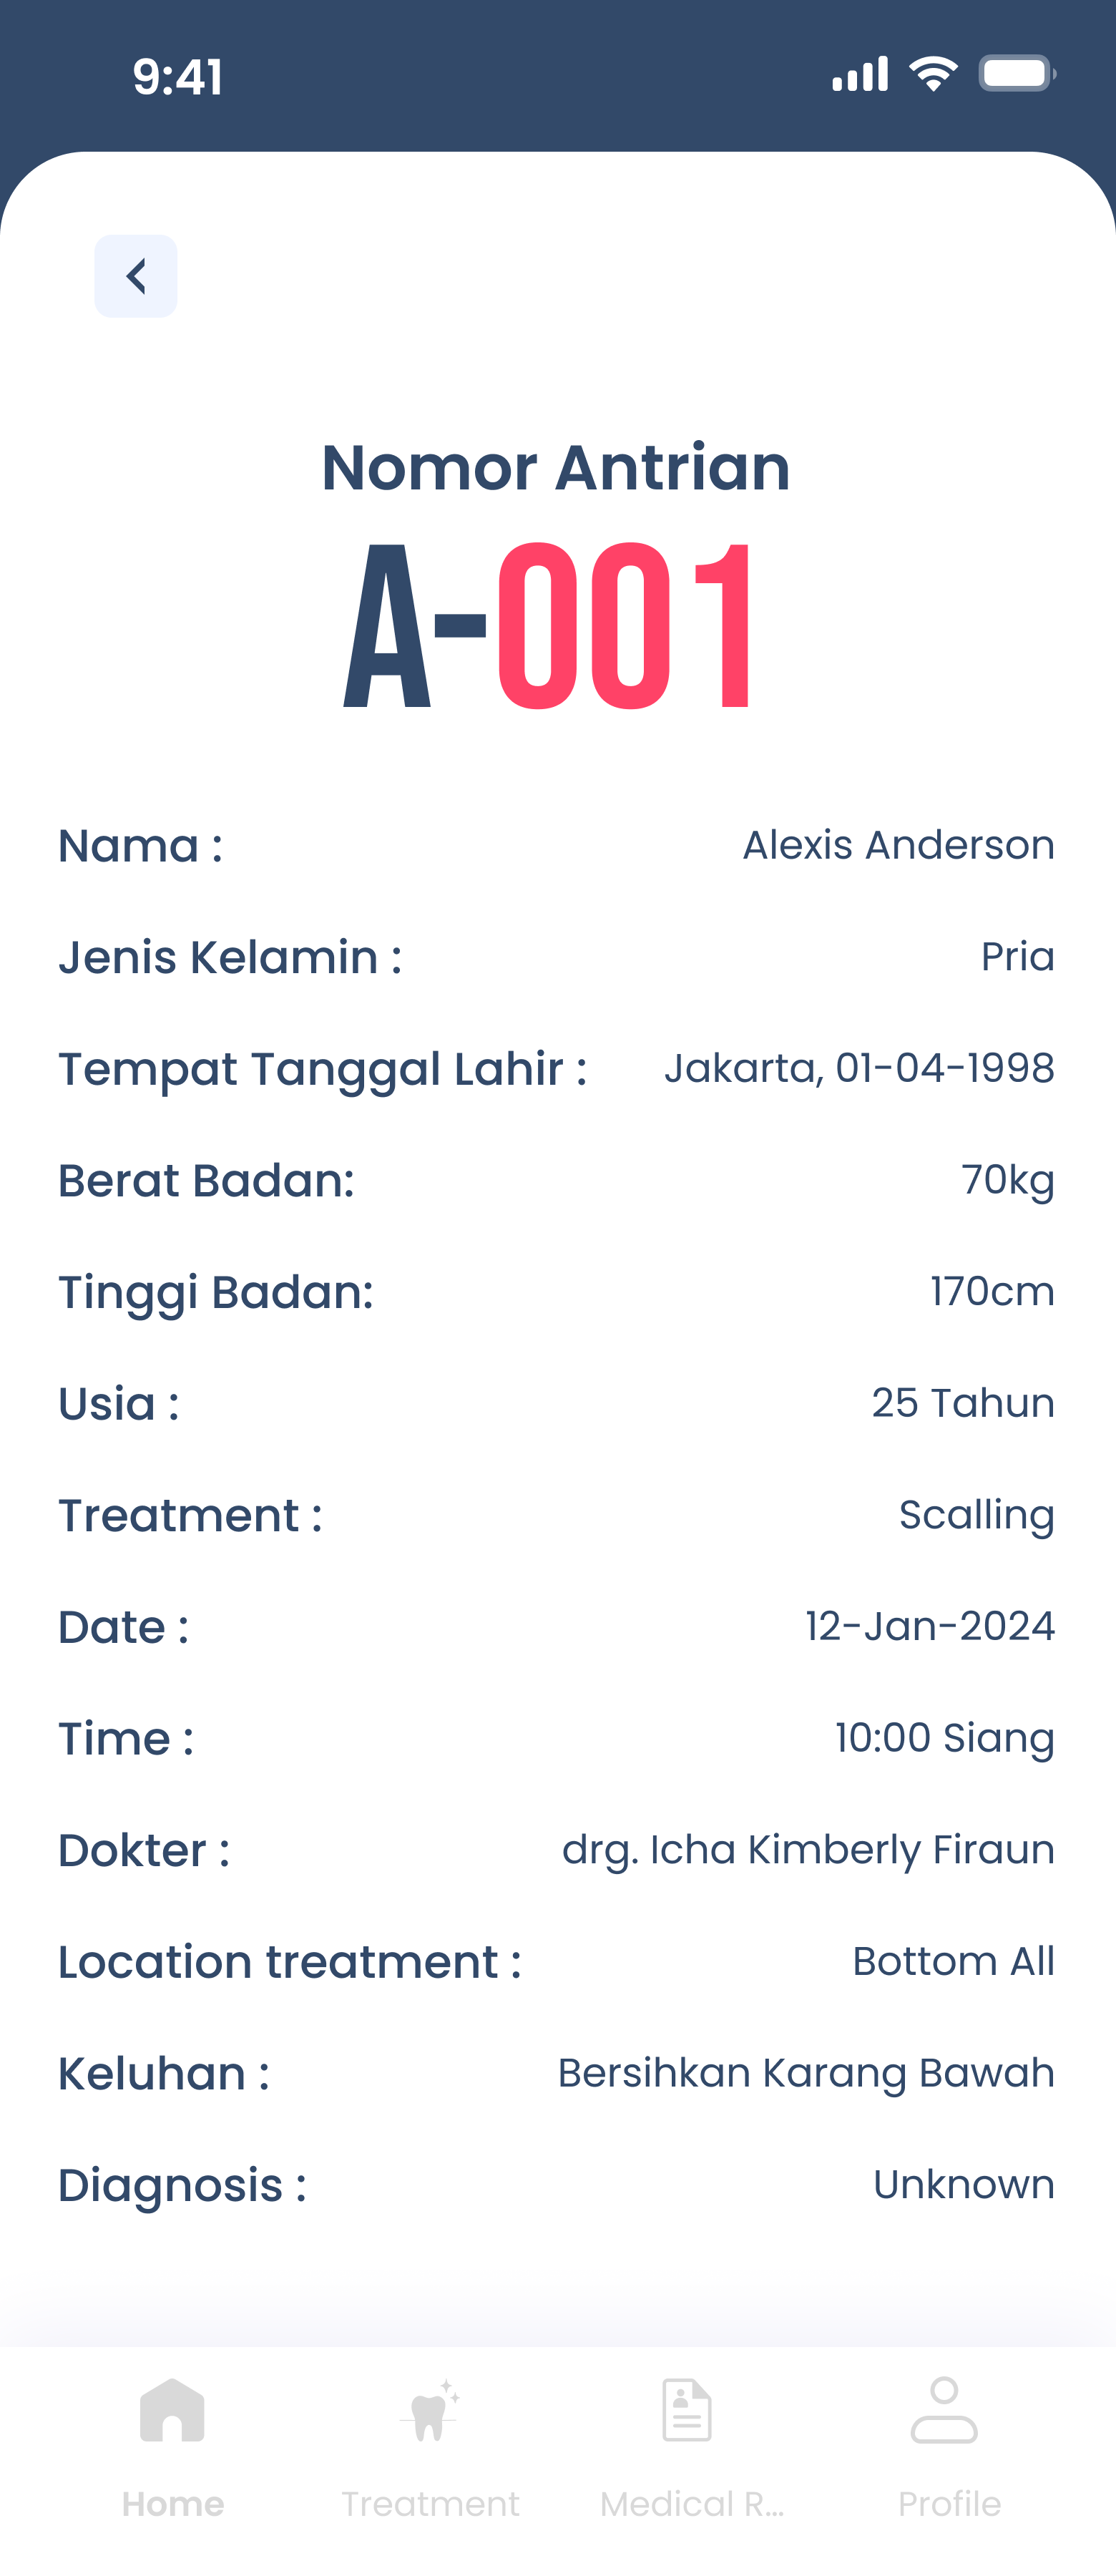 9:41
Nomor Antrian
A-001
Nama : Alexis Anderson
Jenis Kelamin : Pria
Tempat Tanggal Lahir : Jakarta, 01-04-1998
Berat Badan: 70kg
Tinggi Badan: 170cm
Usia : 25 Tahun
Treatment : Scalling
Date : 12-Jan-2024
Time : 10:00 Siang
Dokter : drg. Icha Kimberly Firaun
Location treatment : Bottom All
Keluhan : Bersihkan Karang Bawah
Diagnosis : Unknown
Home Treatment Medical R... Profile